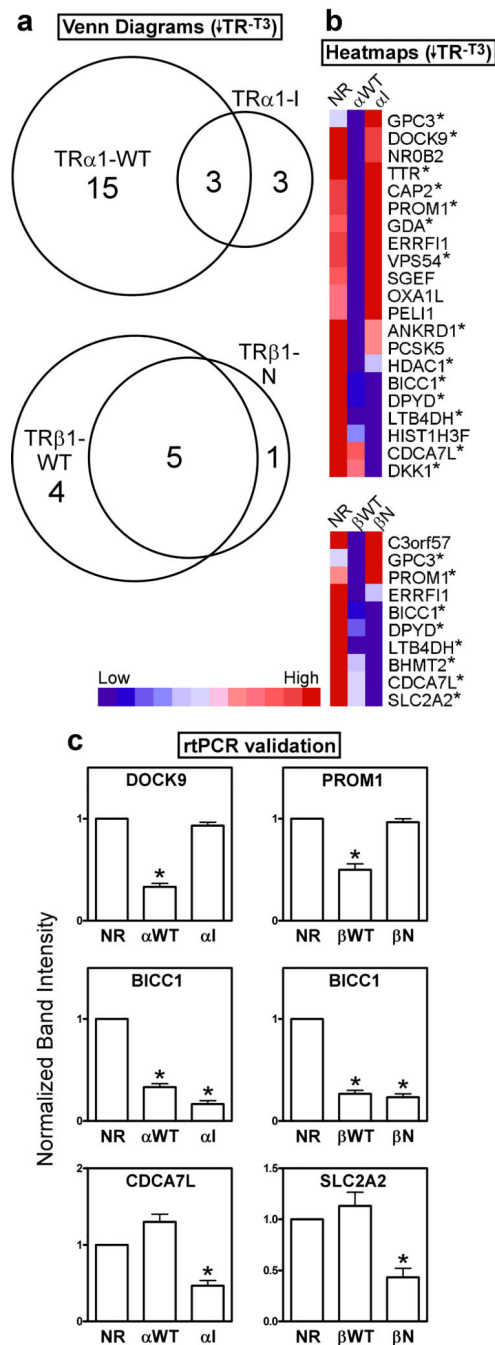 a
Venn Diagrams (↓TR-T3)
TRα1-I
TRα1-WT
15
3
3
TRβ1-
N
TRβ1-
WT
4
5
1
b
Heatmaps (↓TR-T3)
NR αWT αI
GPC3*
DOCK9*
NR0B2
TTR*
CAP2*
PROM1*
GDA*
ERRFI1
VPS54*
SGEF
OXA1L
PELI1
ANKRD1*
PCSK5
HDAC1*
BICC1*
DPYD*
LTB4DH*
HIST1H3F
CDCA7L*
DKK1*
NR βWT βN
C3orf57
GPC3*
PROM1*
ERRFI1
BICC1*
DPYD*
LTB4DH*
BHMT2*
CDCA7L*
SLC2A2*
Low High
c
rtPCR validation
Normalized Band Intensity
DOCK9
1
*
0
NR αWT αI
PROM1
1
*
0
NR βWT βN
BICC1
1
* *
0
NR αWT αI
BICC1
1
* *
0
NR βWT βN
CDCA7L
2
1
*
0
NR αWT αI
SLC2A2
1.5
1.0
0.5
*
0.0
NR βWT βN